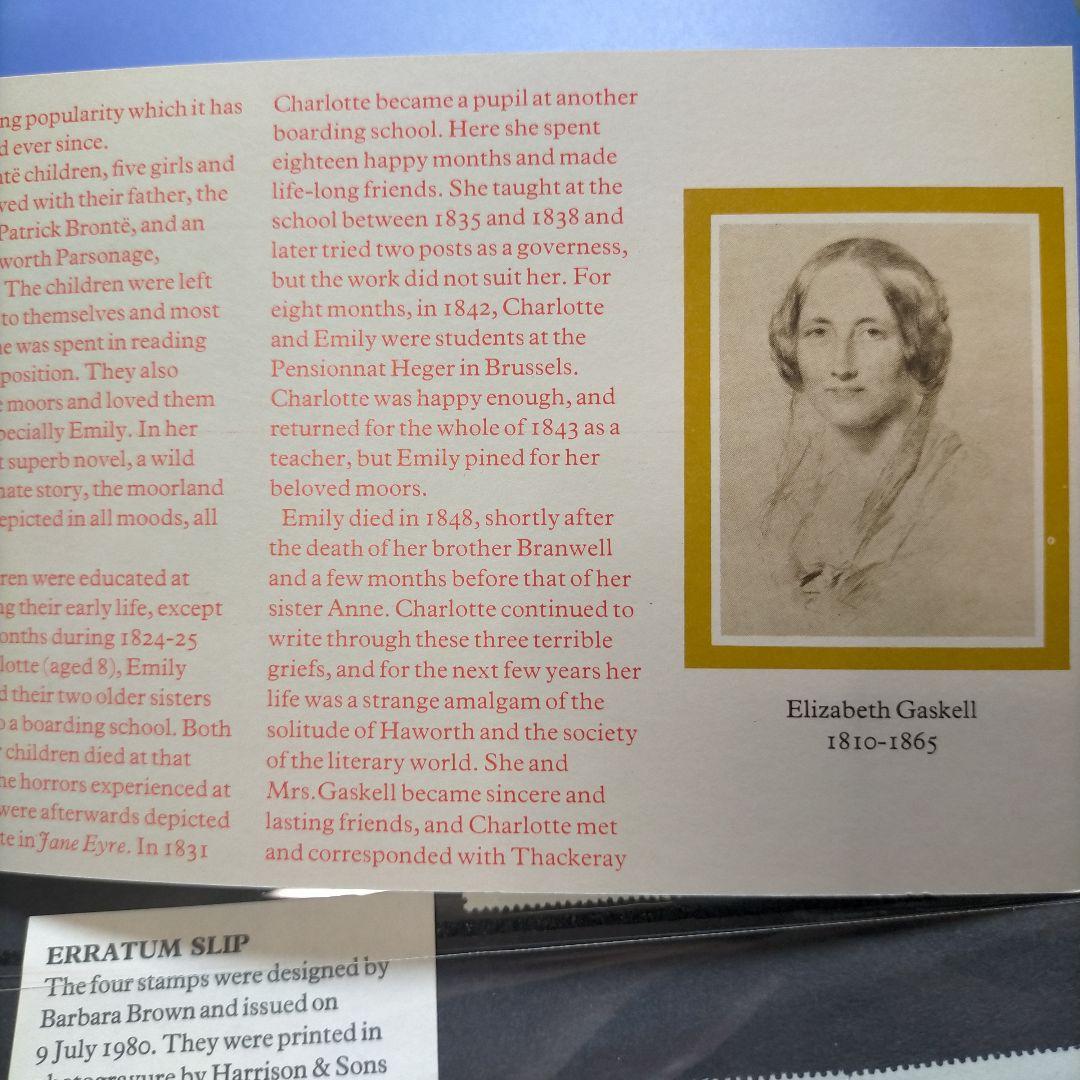 ng popularity which it has
d ever since.
të children, five girls and
ved with their father, the
Patrick Brontë, and an
worth Parsonage,
The children were left
to themselves and most
e was spent in reading
position. They also
moors and loved them
pecially Emily. In her
t superb novel, a wild
nate story, the moorland
epicted in all moods, all
ren were educated at
ng their early life, except
onths during 1824-25
lotte (aged 8), Emily
d their two older sisters
o a boarding school. Both
children died at that
he horrors experienced at
were afterwards depicted
te in Jane Eyre. In 1831
Charlotte became a pupil at another
boarding school. Here she spent
eighteen happy months and made
life-long friends. She taught at the
school between 1835 and 1838 and
later tried two posts as a governess,
but the work did not suit her. For
eight months, in 1842, Charlotte
and Emily were students at the
Pensionnat Heger in Brussels.
Charlotte was happy enough, and
returned for the whole of 1843 as a
teacher, but Emily pined for her
beloved moors.
Emily died in 1848, shortly after
the death of her brother Branwell
and a few months before that of her
sister Anne. Charlotte continued to
write through these three terrible
griefs, and for the next few years her
life was a strange amalgam of the
solitude of Haworth and the society
of the literary world. She and
Mrs.Gaskell became sincere and
lasting friends, and Charlotte met
and corresponded with Thackeray
Elizabeth Gaskell
1810-1865
ERRATUM SLIP
The four stamps were designed by
Barbara Brown and issued on
9 July 1980. They were printed in
photogravure by Harrison & Sons